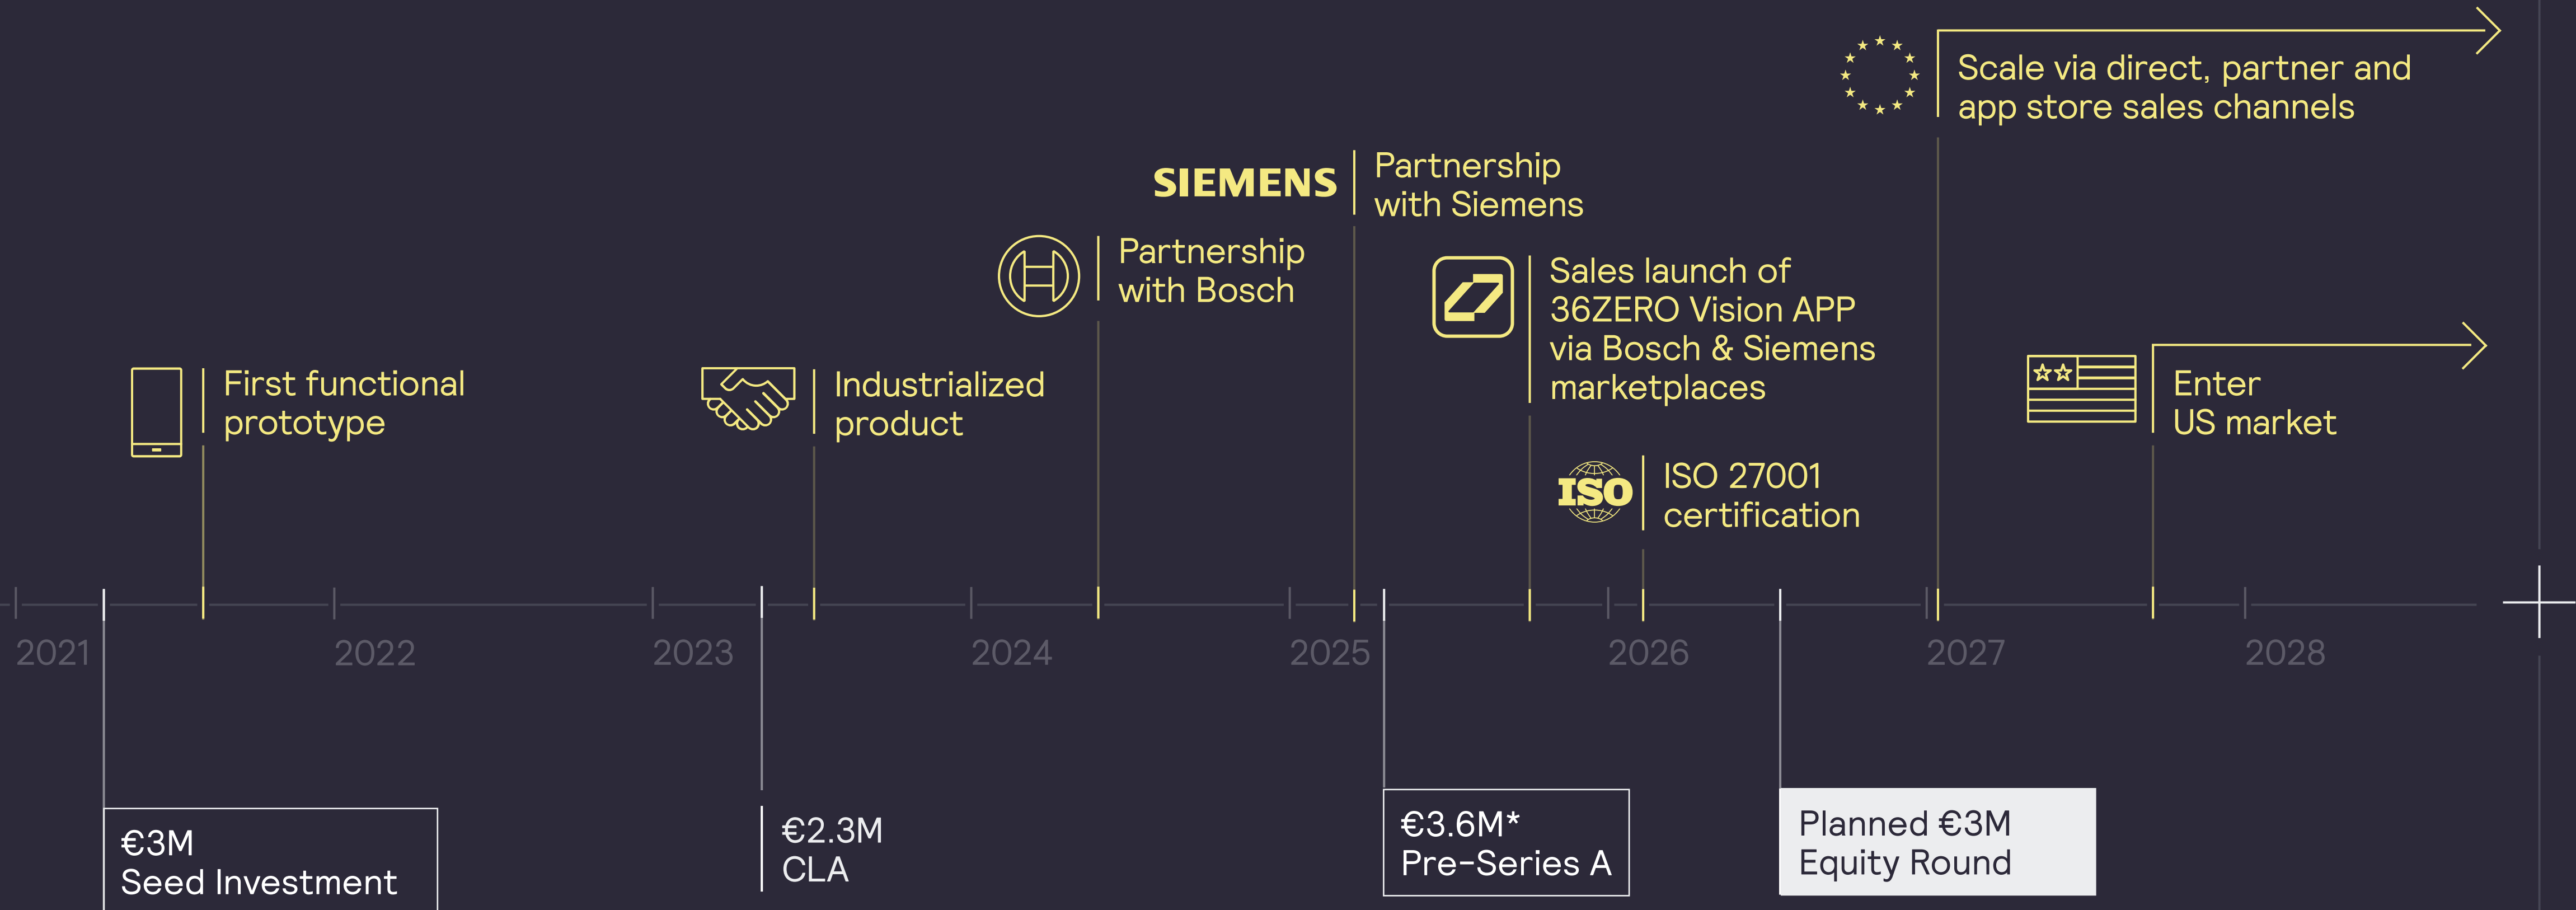 Scale via direct, partner and
app store sales channels
SIEMENS
Partnership
with Siemens
Partnership
with Bosch
Sales launch of
36ZERO Vision APP
via Bosch & Siemens
marketplaces
First functional
prototype
Industrialized
product
Enter
US market
ISO
ISO 27001
certification
2021
2022
2023
2024
2025
2026
2027
2028
€3M
Seed Investment
€2.3M
CLA
€3.6M*
Pre-Series A
Planned €3M
Equity Round